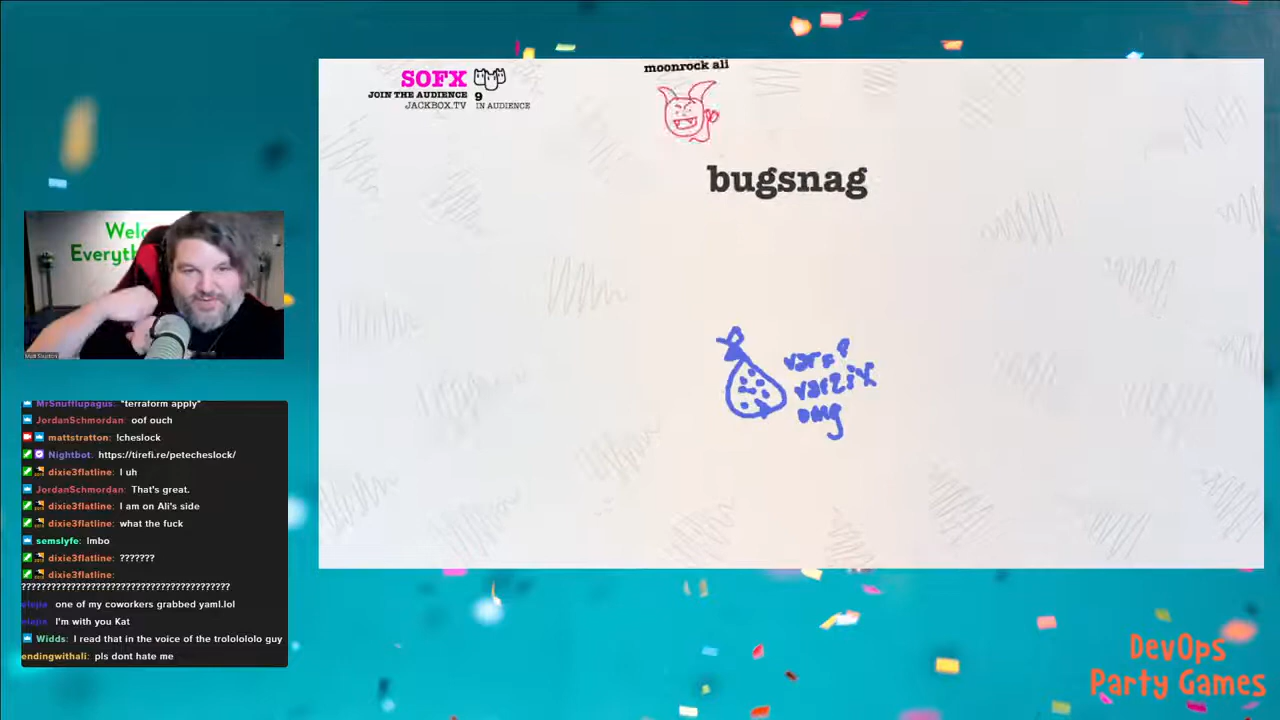 SOFX
JOIN THE AUDIENCE
JACKBOX.TV
9
IN AUDIENCE
moonrock ali
bugsnag
omg
Welc
Everyth
MrSnufflupagus: "terraform apply"
JordanSchmordan: oof ouch
mattstratton: !cheslock
Nightbot: https://tirefi.re/petecheslock/
dixie3flatline: I uh
JordanSchmordan: That's great.
dixie3flatline: I am on Ali's side
dixie3flatline: what the fuck
semslyfe: lmbo
dixie3flatline: ???????
dixie3flatline:
????????????????????????????????????????????
one of my coworkers grabbed yaml.lol
I'm with you Kat
Widds: I read that in the voice of the trolololololo guy
endingwithali: pls dont hate me
DevOps
Party Games